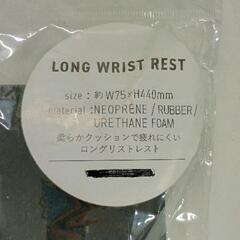 LONG WRIST REST
size : 約 W75×H440mm
material : NEOPRENE / RUBBER /
URETHANE FOAM
柔らかクッションで疲れにくい
ロングリストレスト